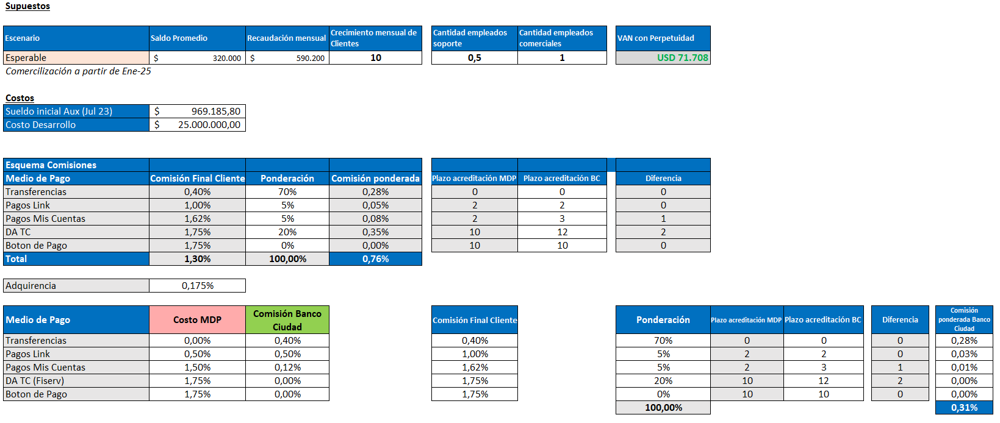 Supuestos
Escenario Saldo Promedio Recaudación mensual Crecimiento mensual de Clientes Cantidad empleados soporte Cantidad empleados comerciales VAN con Perpetuidad
Esperable $ 320.000 $ 590.200 10 0,5 1 USD 71.708
Comercilización a partir de Ene-25
Costos
Sueldo inicial Aux (Jul 23) $ 969.185,80
Costo Desarrollo $ 25.000.000,00
Esquema Comisiones
Medio de Pago Comisión Final Cliente Ponderación Comisión ponderada Plazo acreditación MDP Plazo acreditación BC Diferencia
Transferencias 0,40% 70% 0,28% 0 0 0
Pagos Link 1,00% 5% 0,05% 2 2 0
Pagos Mis Cuentas 1,62% 5% 0,08% 2 3 1
DA TC 1,75% 20% 0,35% 10 12 2
Boton de Pago 1,75% 0% 0,00% 10 10 0
Total 1,30% 100,00% 0,76%
Adquirencia 0,175%
Medio de Pago Costo MDP Comisión Banco Ciudad Comisión Final Cliente Ponderación Plazo acreditación MDP Plazo acreditación BC Diferencia Comisión ponderada Banco Ciudad
Transferencias 0,00% 0,40% 0,40% 70% 0 0 0 0,28%
Pagos Link 0,50% 0,50% 1,00% 5% 2 2 0 0,03%
Pagos Mis Cuentas 1,50% 0,12% 1,62% 5% 2 3 1 0,01%
DA TC (Fiserv) 1,75% 0,00% 1,75% 20% 10 12 2 0,00%
Boton de Pago 1,75% 0,00% 1,75% 0% 10 10 0 0,00%
100,00% 0,31%